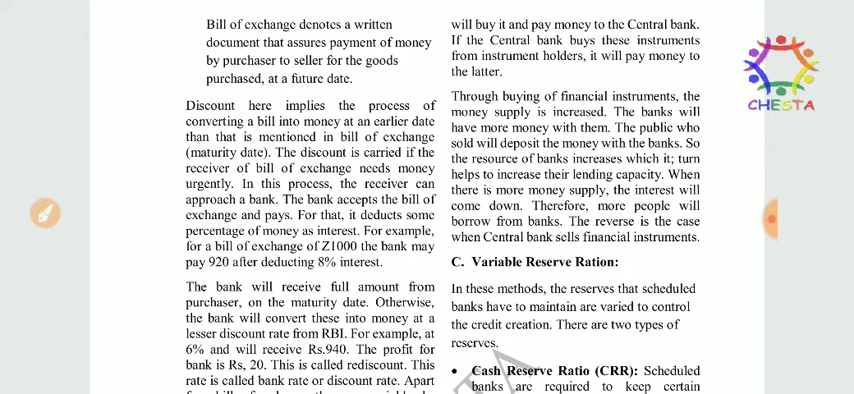 Bill of exchange denotes a written
document that assures payment of money
by purchaser to seller for the goods
purchased, at a future date.
Discount here implies the process of
converting a bill into money at an earlier date
than that is mentioned in bill of exchange
(maturity date). The discount is carried if the
receiver of bill of exchange needs money
urgently. In this process, the receiver can
approach a bank. The bank accepts the bill of
exchange and pays. For that, it deducts some
percentage of money as interest. For example,
for a bill of exchange of Z1000 the bank may
pay 920 after deducting 8% interest.
The bank will receive full amount from
purchaser, on the maturity date. Otherwise,
the bank will convert these into money at a
lesser discount rate from RBI. For example, at
6% and will receive Rs.940. The profit for
bank is Rs, 20. This is called rediscount. This
rate is called bank rate or discount rate. Apart
will buy it and pay money to the Central bank.
If the Central bank buys these instruments
from instrument holders, it will pay money to
the latter.
Through buying of financial instruments, the
money supply is increased. The banks will
have more money with them. The public who
sold will deposit the money with the banks. So
the resource of banks increases which it; turn
helps to increase their lending capacity. When
there is more money supply, the interest will
come down. Therefore, more people will
borrow from banks. The reverse is the case
when Central bank sells financial instruments.
C. Variable Reserve Ration:
In these methods, the reserves that scheduled
banks have to maintain are varied to control
the credit creation. There are two types of
reserves.
• Cash Reserve Ratio (CRR): Scheduled
banks are required to keep certain
CHESTA